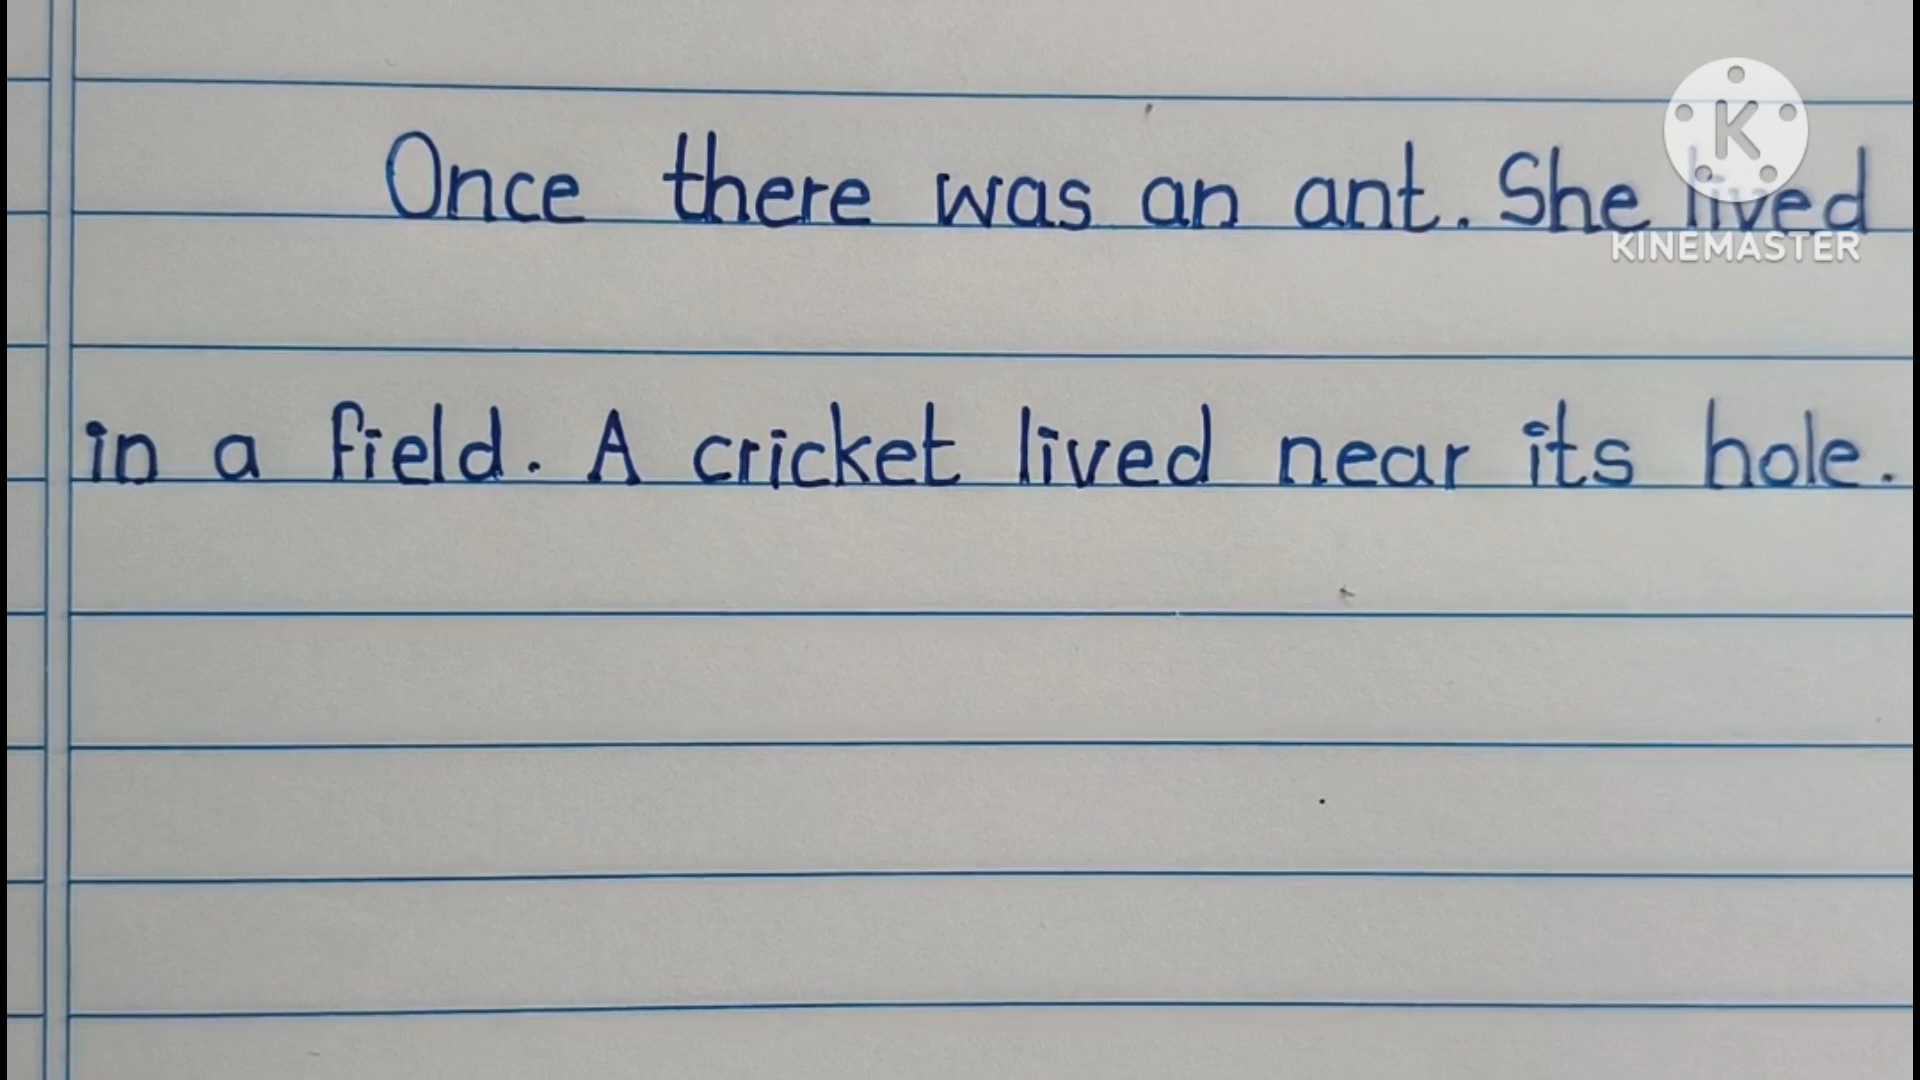 Once there was an ant. She lived
KINEMASTER
in a field. A cricket lived near its hole.